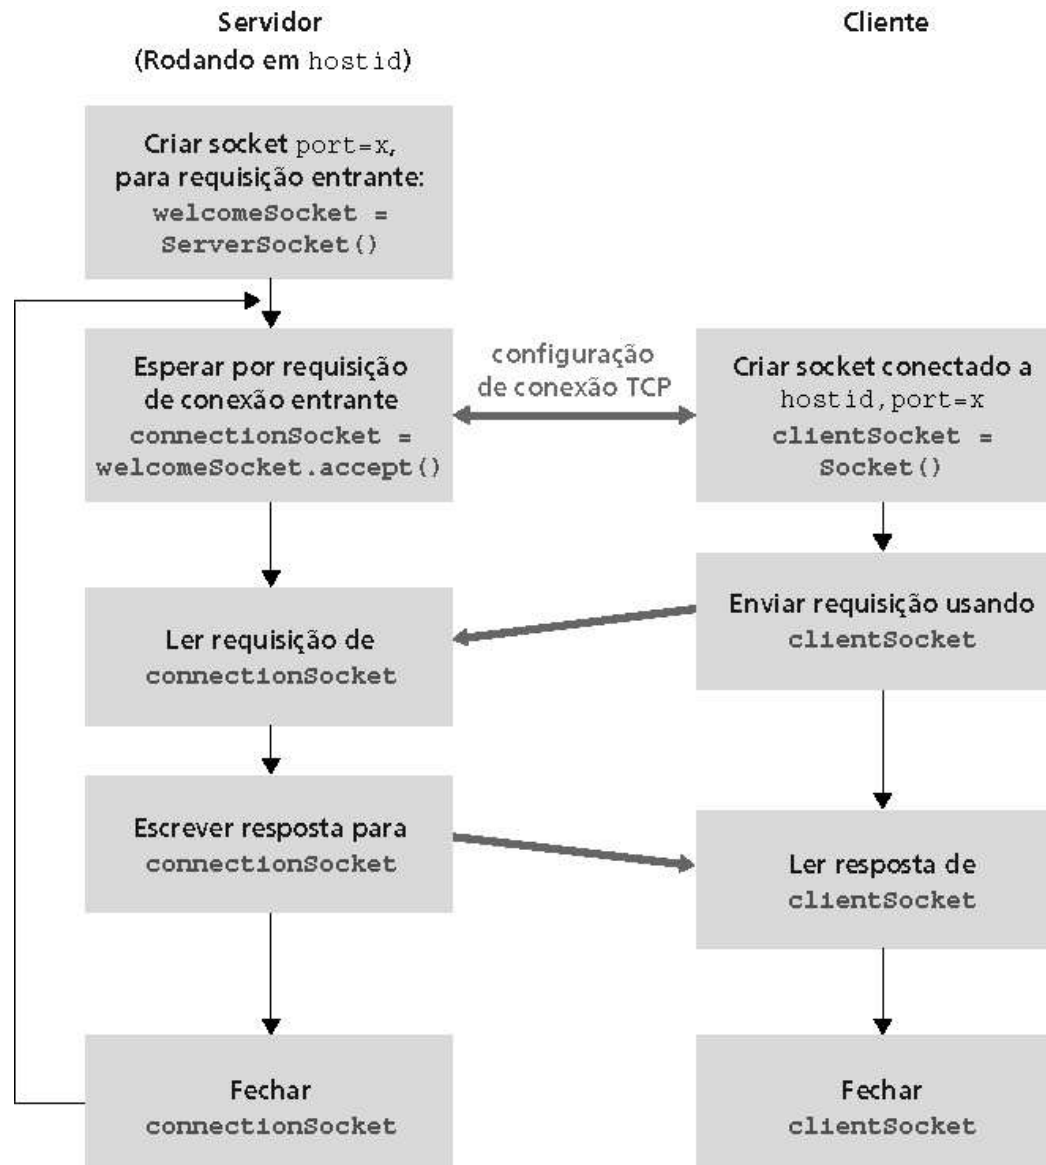 Servidor
(Rodando em hostid)
Cliente
Criar socket port=x,
para requisição entrante:
welcomeSocket =
ServerSocket()
Esperar por requisição
de conexão entrante
connectionSocket =
welcomeSocket.accept()
configuração
de conexão TCP
Criar socket conectado a
hostid,port=x
clientSocket =
Socket()
Enviar requisição usando
clientSocket
Ler requisição de
connectionSocket
Escrever resposta para
connectionSocket
Ler resposta de
clientSocket
Fechar
connectionSocket
Fechar
clientSocket